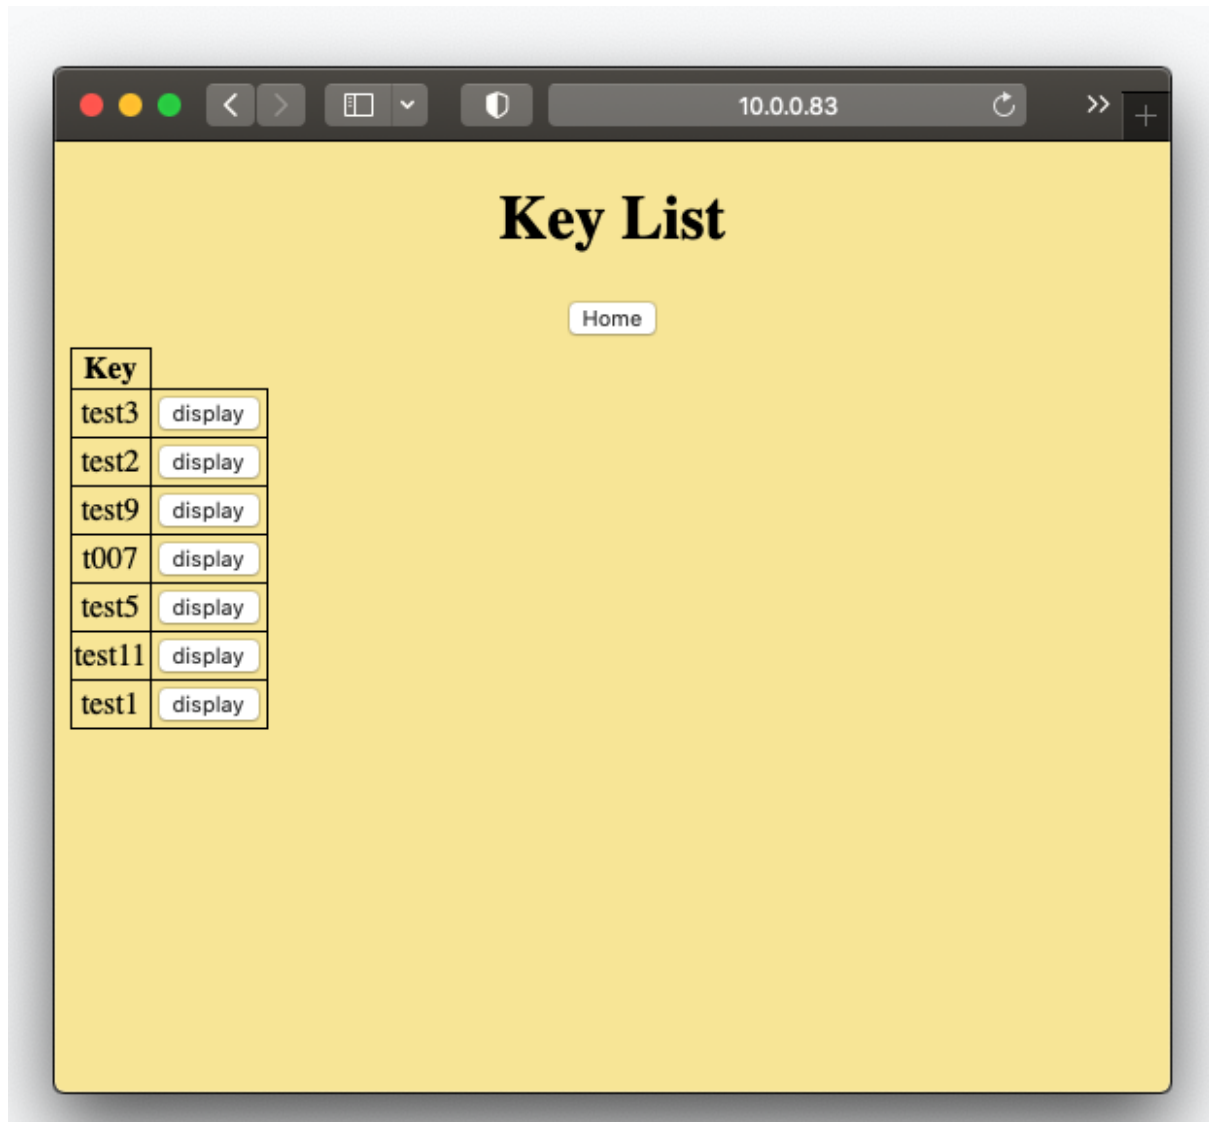 10.0.0.83
Key List
Home
Key
test3 display
test2 display
test9 display
t007 display
test5 display
test11 display
test1 display